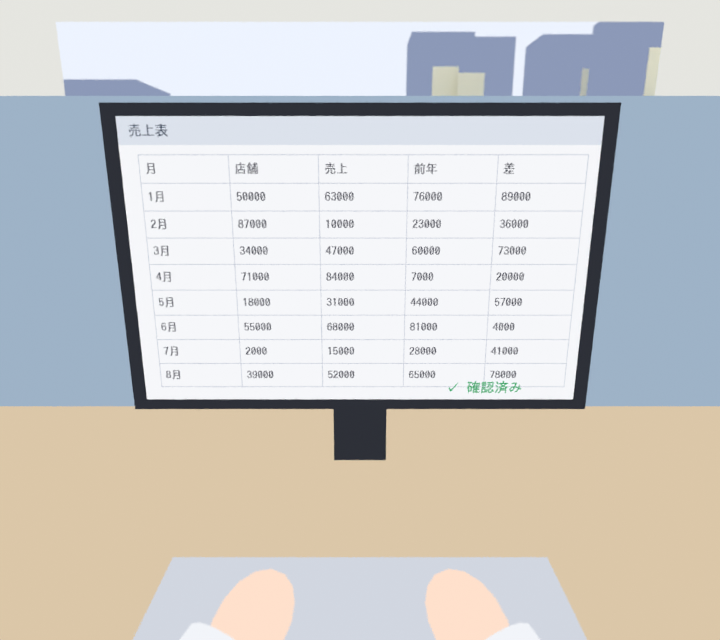 売上表
月 店舗 売上 前年 差
1月 50000 63000 76000 89000
2月 87000 10000 23000 36000
3月 34000 47000 60000 73000
4月 71000 84000 7000 20000
5月 18000 31000 44000 57000
6月 55000 68000 81000 4000
7月 2000 15000 28000 41000
8月 39000 52000 65000 78000
✓ 確認済み